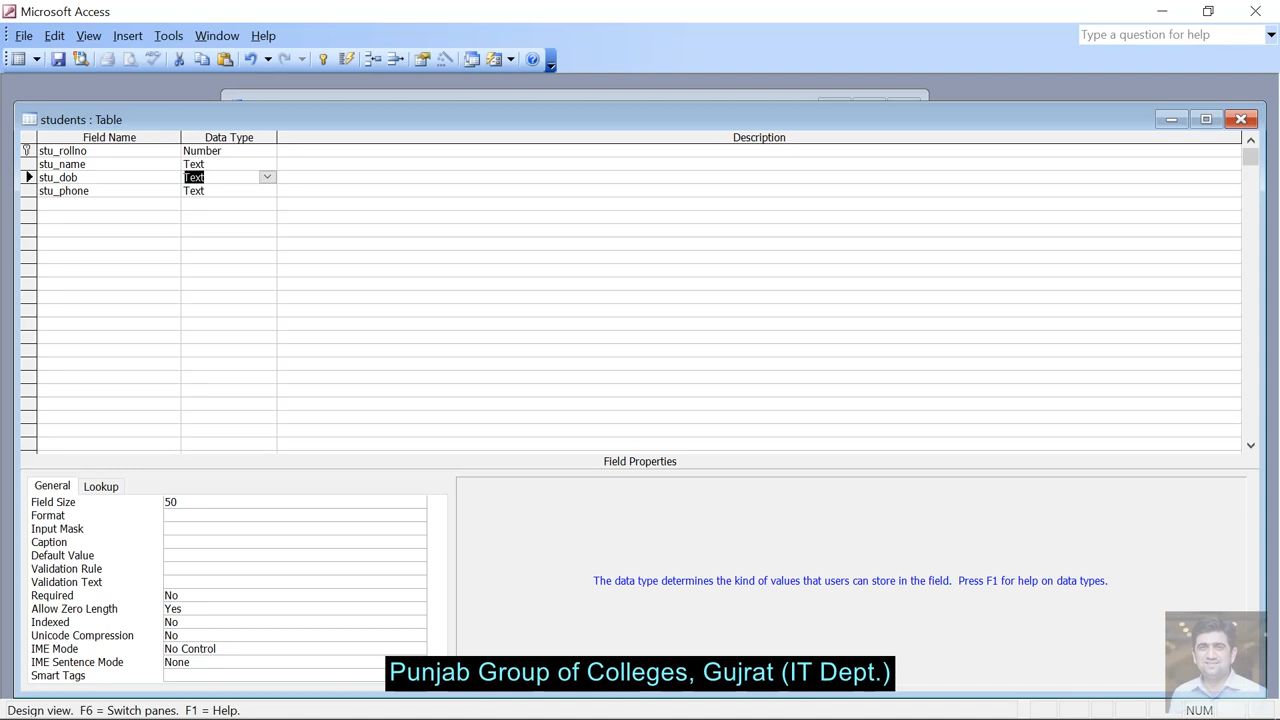 Microsoft Access
File Edit View Insert Tools Window Help
Type a question for help
students : Table
Field Name Data Type Description
stu_rollno Number
stu_name Text
stu_dob Text
stu_phone Text
Field Properties
General Lookup
Field Size 50
Format
Input Mask
Caption
Default Value
Validation Rule
Validation Text
Required No
Allow Zero Length Yes
Indexed No
Unicode Compression No
IME Mode No Control
IME Sentence Mode None
Smart Tags
The data type determines the kind of values that users can store in the field. Press F1 for help on data types.
Punjab Group of Colleges, Gujrat (IT Dept.)
Design view. F6 = Switch panes. F1 = Help. NUM